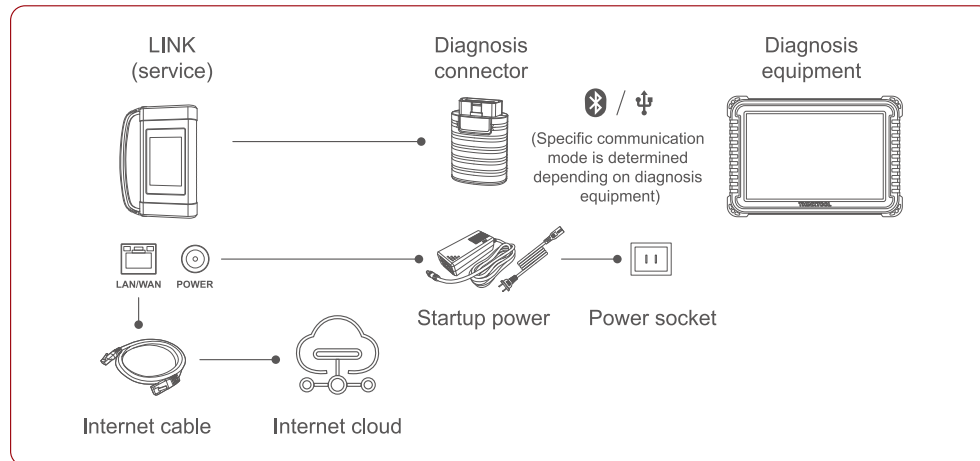 LINK
(service)
Diagnosis
connector
Diagnosis
equipment
/
(Specific communication
mode is determined
depending on diagnosis
equipment)
THINKTOOL
LAN/WAN
POWER
Startup power
Power socket
Internet cable
Internet cloud